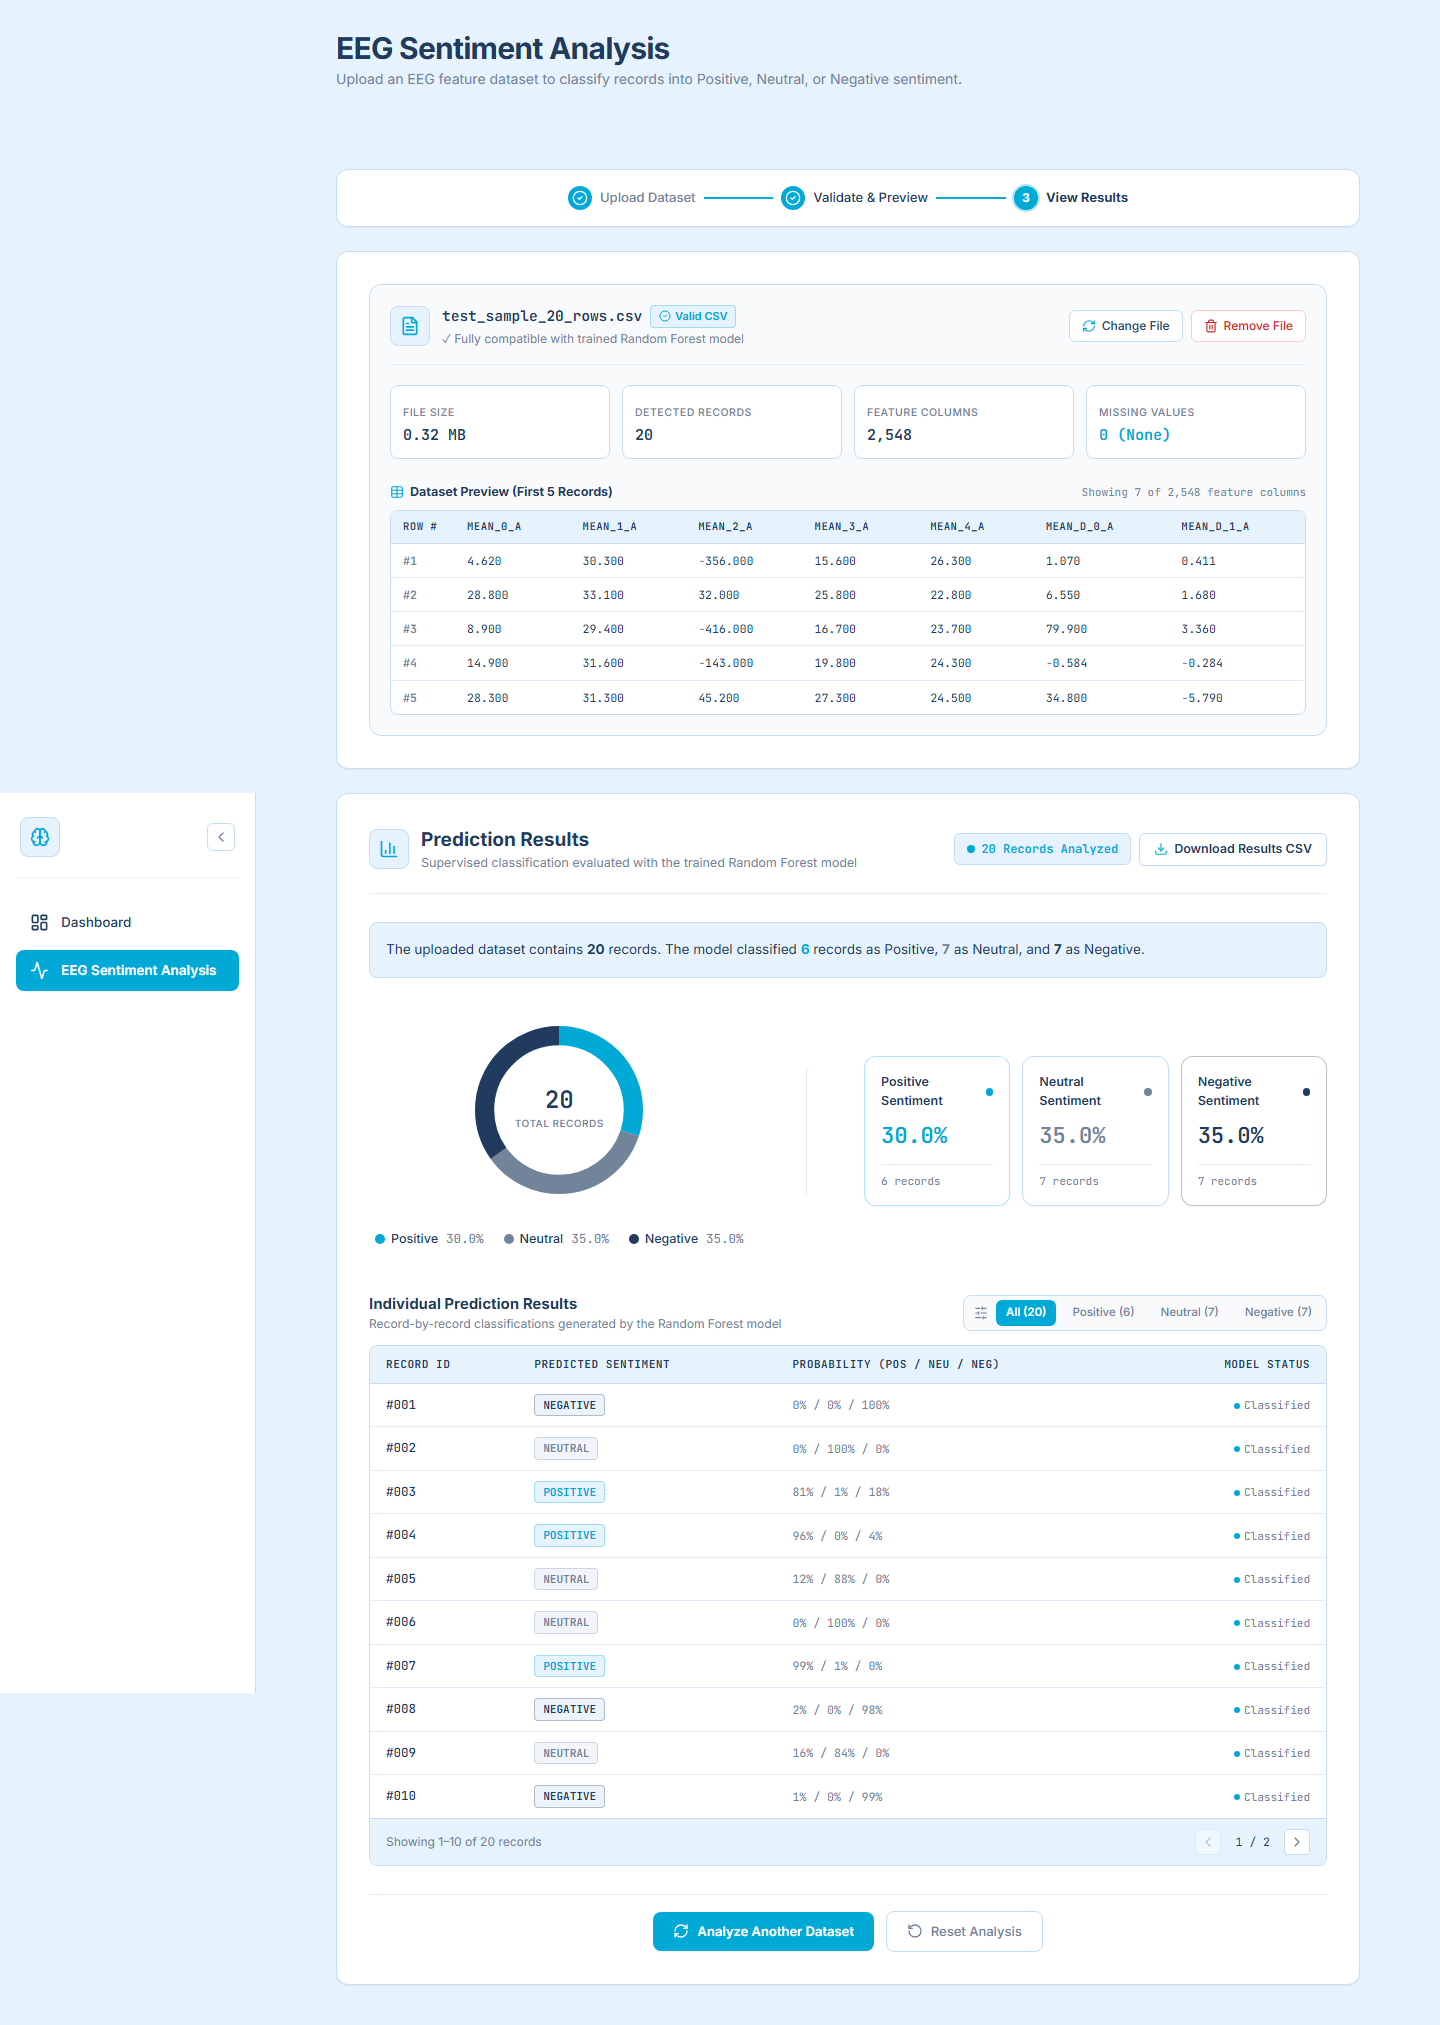 EEG Sentiment Analysis
Upload an EEG feature dataset to classify records into Positive, Neutral, or Negative sentiment.
Upload Dataset
Validate & Preview
3 View Results
test_sample_20_rows.csv Valid CSV
✓ Fully compatible with trained Random Forest model
Change File Remove File
FILE SIZE
0.32 MB
DETECTED RECORDS
20
FEATURE COLUMNS
2,548
MISSING VALUES
0 (None)
Dataset Preview (First 5 Records) Showing 7 of 2,548 feature columns
ROW # MEAN_0_A MEAN_1_A MEAN_2_A MEAN_3_A MEAN_4_A MEAN_D_0_A MEAN_D_1_A
#1 4.620 30.300 -356.000 15.600 26.300 1.070 0.411
#2 28.800 33.100 32.000 25.800 22.800 6.550 1.680
#3 8.900 29.400 -416.000 16.700 23.700 79.900 3.360
#4 14.900 31.600 -143.000 19.800 24.300 -0.584 -0.284
#5 28.300 31.300 45.200 27.300 24.500 34.800 -5.790
Dashboard
EEG Sentiment Analysis
Prediction Results
Supervised classification evaluated with the trained Random Forest model
20 Records Analyzed Download Results CSV
The uploaded dataset contains 20 records. The model classified 6 records as Positive, 7 as Neutral, and 7 as Negative.
20
TOTAL RECORDS
Positive 30.0% Neutral 35.0% Negative 35.0%
Positive
Sentiment
30.0%
6 records
Neutral
Sentiment
35.0%
7 records
Negative
Sentiment
35.0%
7 records
Individual Prediction Results
Record-by-record classifications generated by the Random Forest model
All (20) Positive (6) Neutral (7) Negative (7)
RECORD ID PREDICTED SENTIMENT PROBABILITY (POS / NEU / NEG) MODEL STATUS
#001 NEGATIVE 0% / 0% / 100% Classified
#002 NEUTRAL 0% / 100% / 0% Classified
#003 POSITIVE 81% / 1% / 18% Classified
#004 POSITIVE 96% / 0% / 4% Classified
#005 NEUTRAL 12% / 88% / 0% Classified
#006 NEUTRAL 0% / 100% / 0% Classified
#007 POSITIVE 99% / 1% / 0% Classified
#008 NEGATIVE 2% / 0% / 98% Classified
#009 NEUTRAL 16% / 84% / 0% Classified
#010 NEGATIVE 1% / 0% / 99% Classified
Showing 1–10 of 20 records 1 / 2
Analyze Another Dataset Reset Analysis